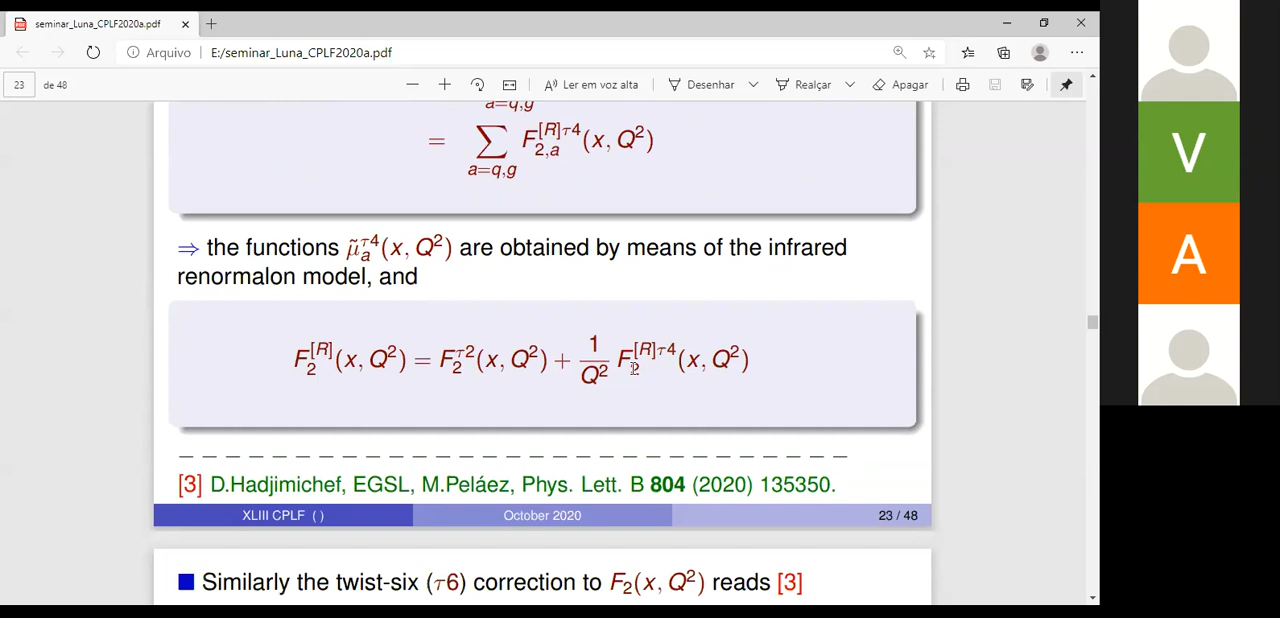 seminar_Luna_CPLF2020a.pdf
Arquivo | E:/seminar_Luna_CPLF2020a.pdf
23 de 48 Ler em voz alta Desenhar Realçar Apagar
a=q,g
= ∑ F_{2,a}^{[R]τ4}(x, Q²)
a=q,g
⇒ the functions μ̃_a^{τ4}(x, Q²) are obtained by means of the infrared
renormalon model, and
F_2^{[R]}(x, Q²) = F_2^{τ2}(x, Q²) + \frac{1}{Q²} F_2^{[R]τ4}(x, Q²)
[3] D.Hadjimichef, EGSL, M.Peláez, Phys. Lett. B 804 (2020) 135350.
XLIII CPLF ( ) October 2020 23 / 48
Similarly the twist-six (τ6) correction to F_2(x, Q²) reads [3]
V
A